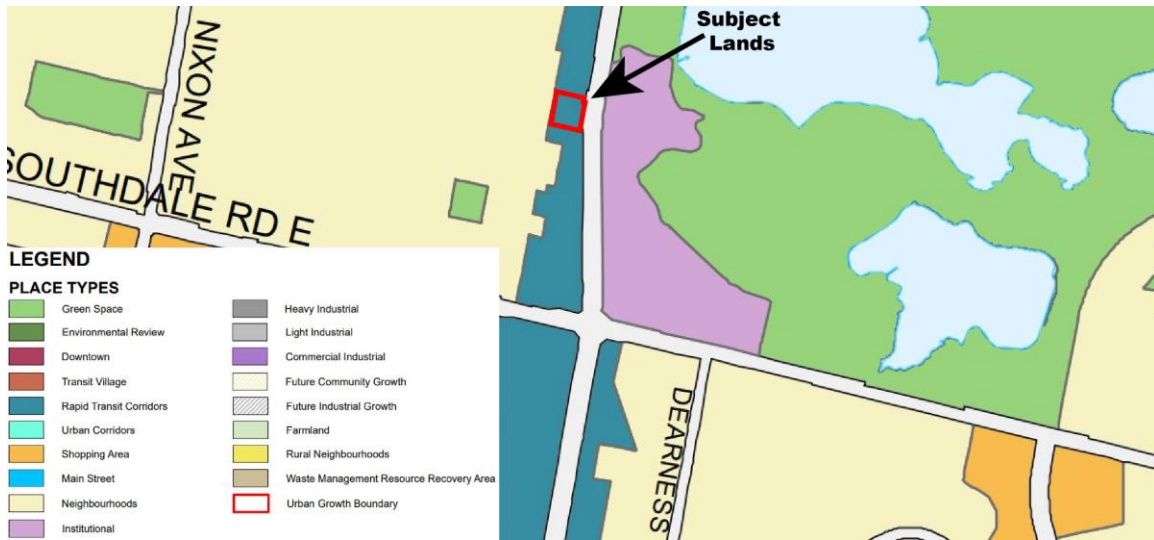 Subject
Lands
NIXON AVE
SOUTHDALE RD E
DEARNESS
LEGEND
PLACE TYPES
Green Space
Environmental Review
Downtown
Transit Village
Rapid Transit Corridors
Urban Corridors
Shopping Area
Main Street
Neighbourhoods
Institutional
Heavy Industrial
Light Industrial
Commercial Industrial
Future Community Growth
Future Industrial Growth
Farmland
Rural Neighbourhoods
Waste Management Resource Recovery Area
Urban Growth Boundary